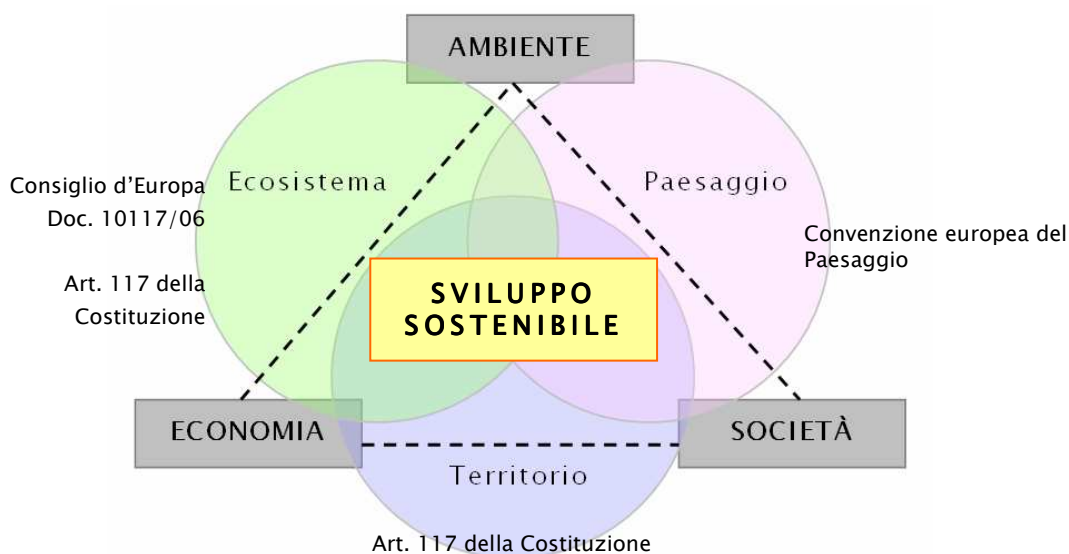 AMBIENTE
Ecosistema
Paesaggio
Consiglio d’Europa
Doc. 10117/06
Convenzione europea del
Paesaggio
Art. 117 della
Costituzione
SVILUPPO
SOSTENIBILE
ECONOMIA
SOCIETÀ
Territorio
Art. 117 della Costituzione